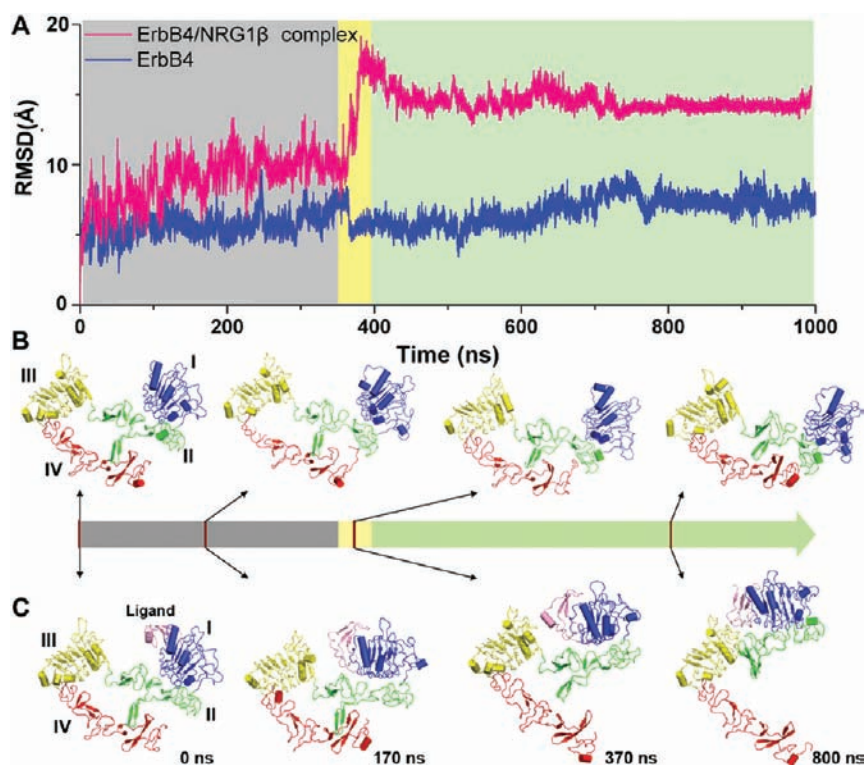 A
20
ErbB4/NRG1β complex
ErbB4
RMSD(Å)
10
0
0 200 400 600 800 1000
Time (ns)
B
III
I
II
IV
C
Ligand
III
I
II
IV
0 ns 170 ns 370 ns 800 ns